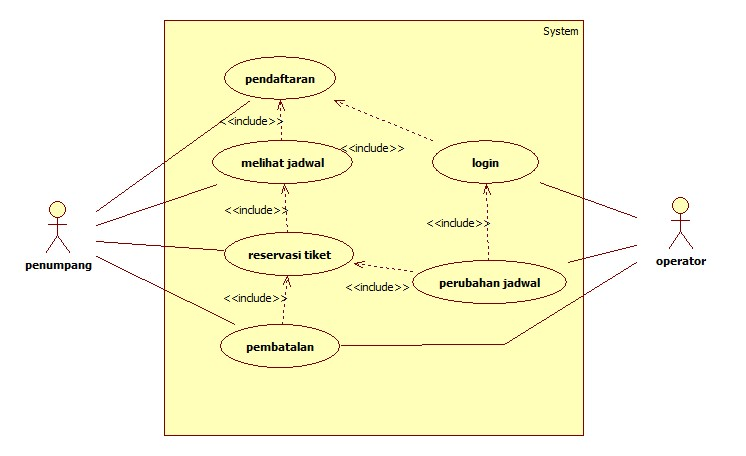 System
pendaftaran
<<include>>
<<include>>
melihat jadwal
login
<<include>>
<<include>>
penumpang
operator
reservasi tiket
<<include>>
perubahan jadwal
<<include>>
pembatalan